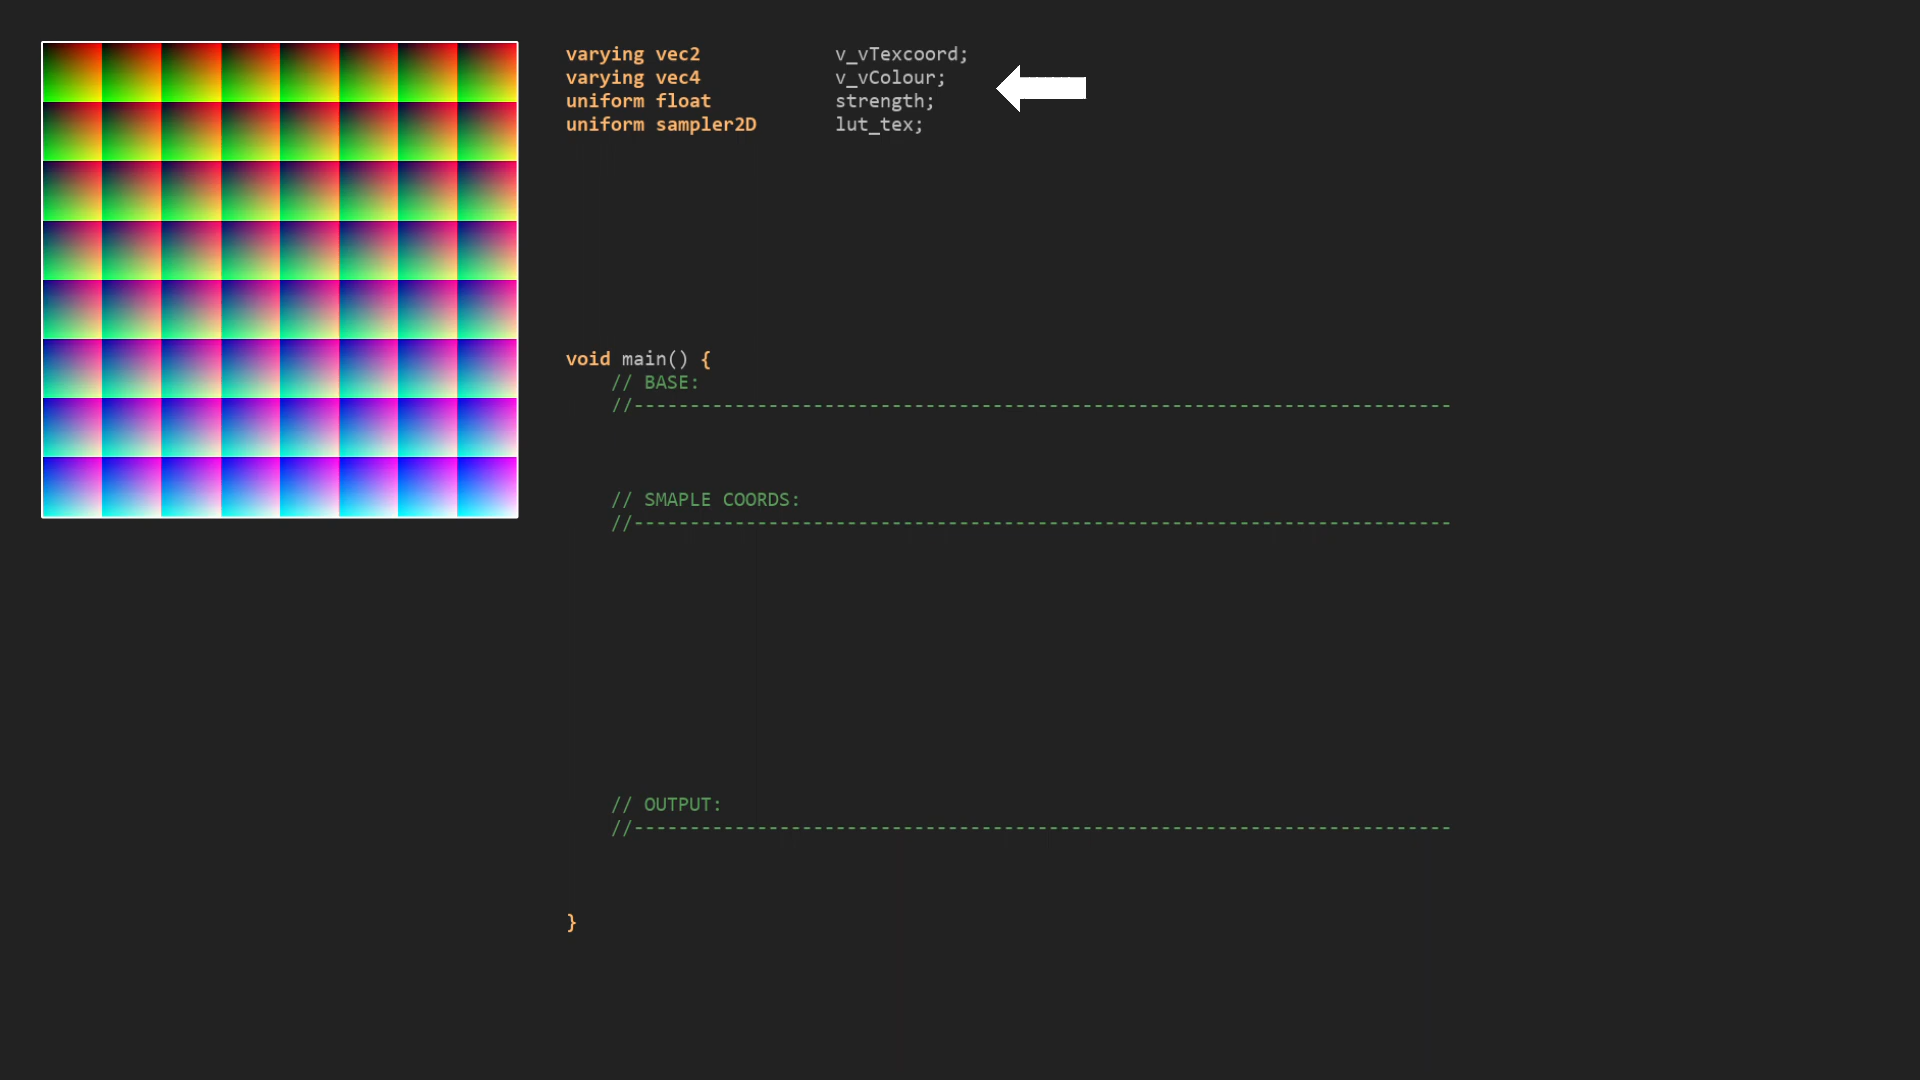 varying vec2 v_vTexcoord;
varying vec4 v_vColour;
uniform float strength;
uniform sampler2D lut_tex;
void main() {
// BASE:
//-------------------------------------------------------------------------
// SMAPLE COORDS:
//-------------------------------------------------------------------------
// OUTPUT:
//-------------------------------------------------------------------------
}